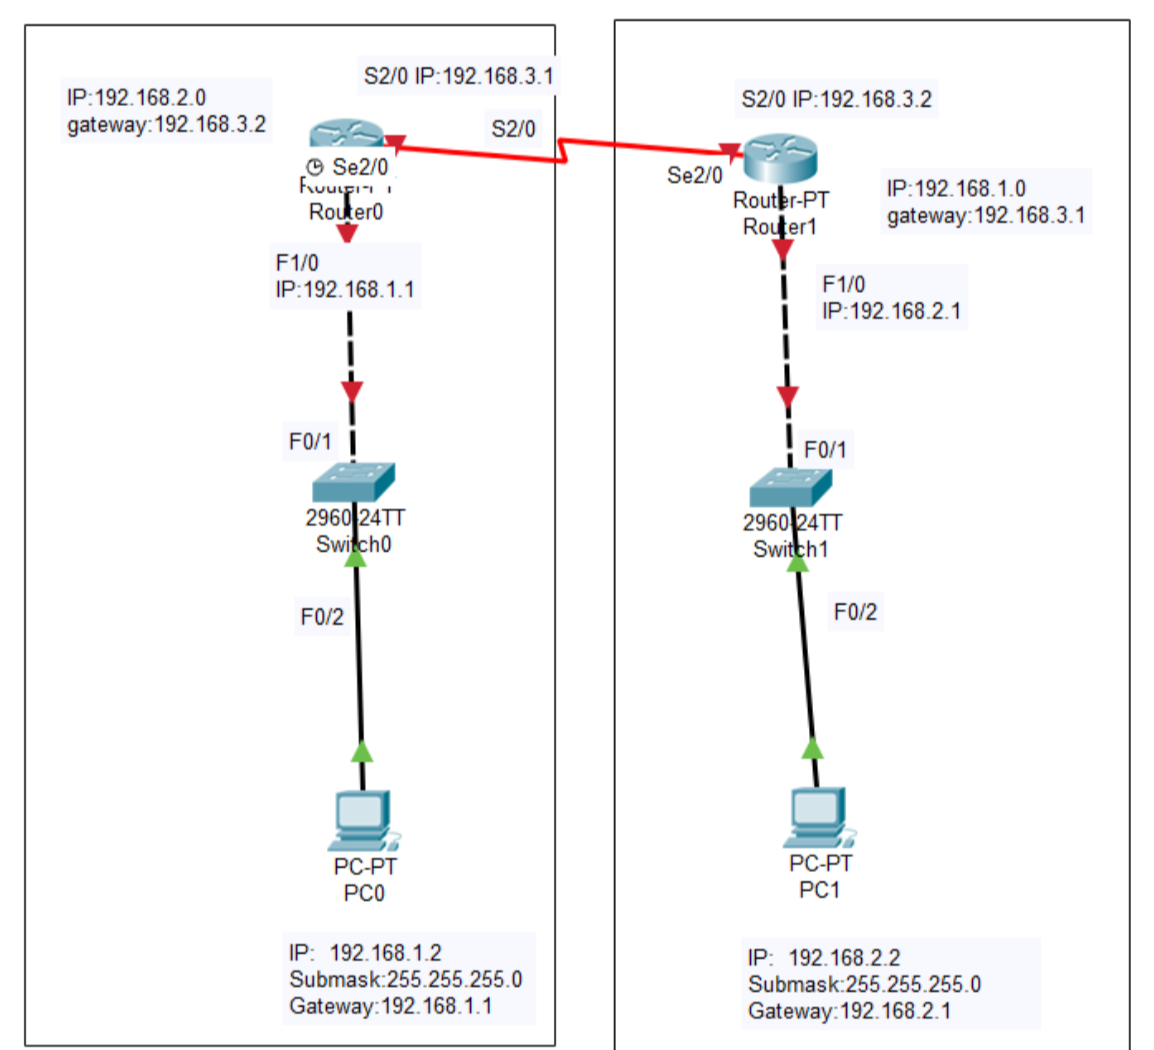 S2/0 IP:192.168.3.1
IP:192.168.2.0
gateway:192.168.3.2
S2/0
Se2/0
Router0
F1/0
IP:192.168.1.1
F0/1
2960-24TT
Switch0
F0/2
PC-PT
PC0
IP: 192.168.1.2
Submask:255.255.255.0
Gateway:192.168.1.1
S2/0 IP:192.168.3.2
Se2/0
Router-PT
Router1
IP:192.168.1.0
gateway:192.168.3.1
F1/0
IP:192.168.2.1
F0/1
2960-24TT
Switch1
F0/2
PC-PT
PC1
IP: 192.168.2.2
Submask:255.255.255.0
Gateway:192.168.2.1